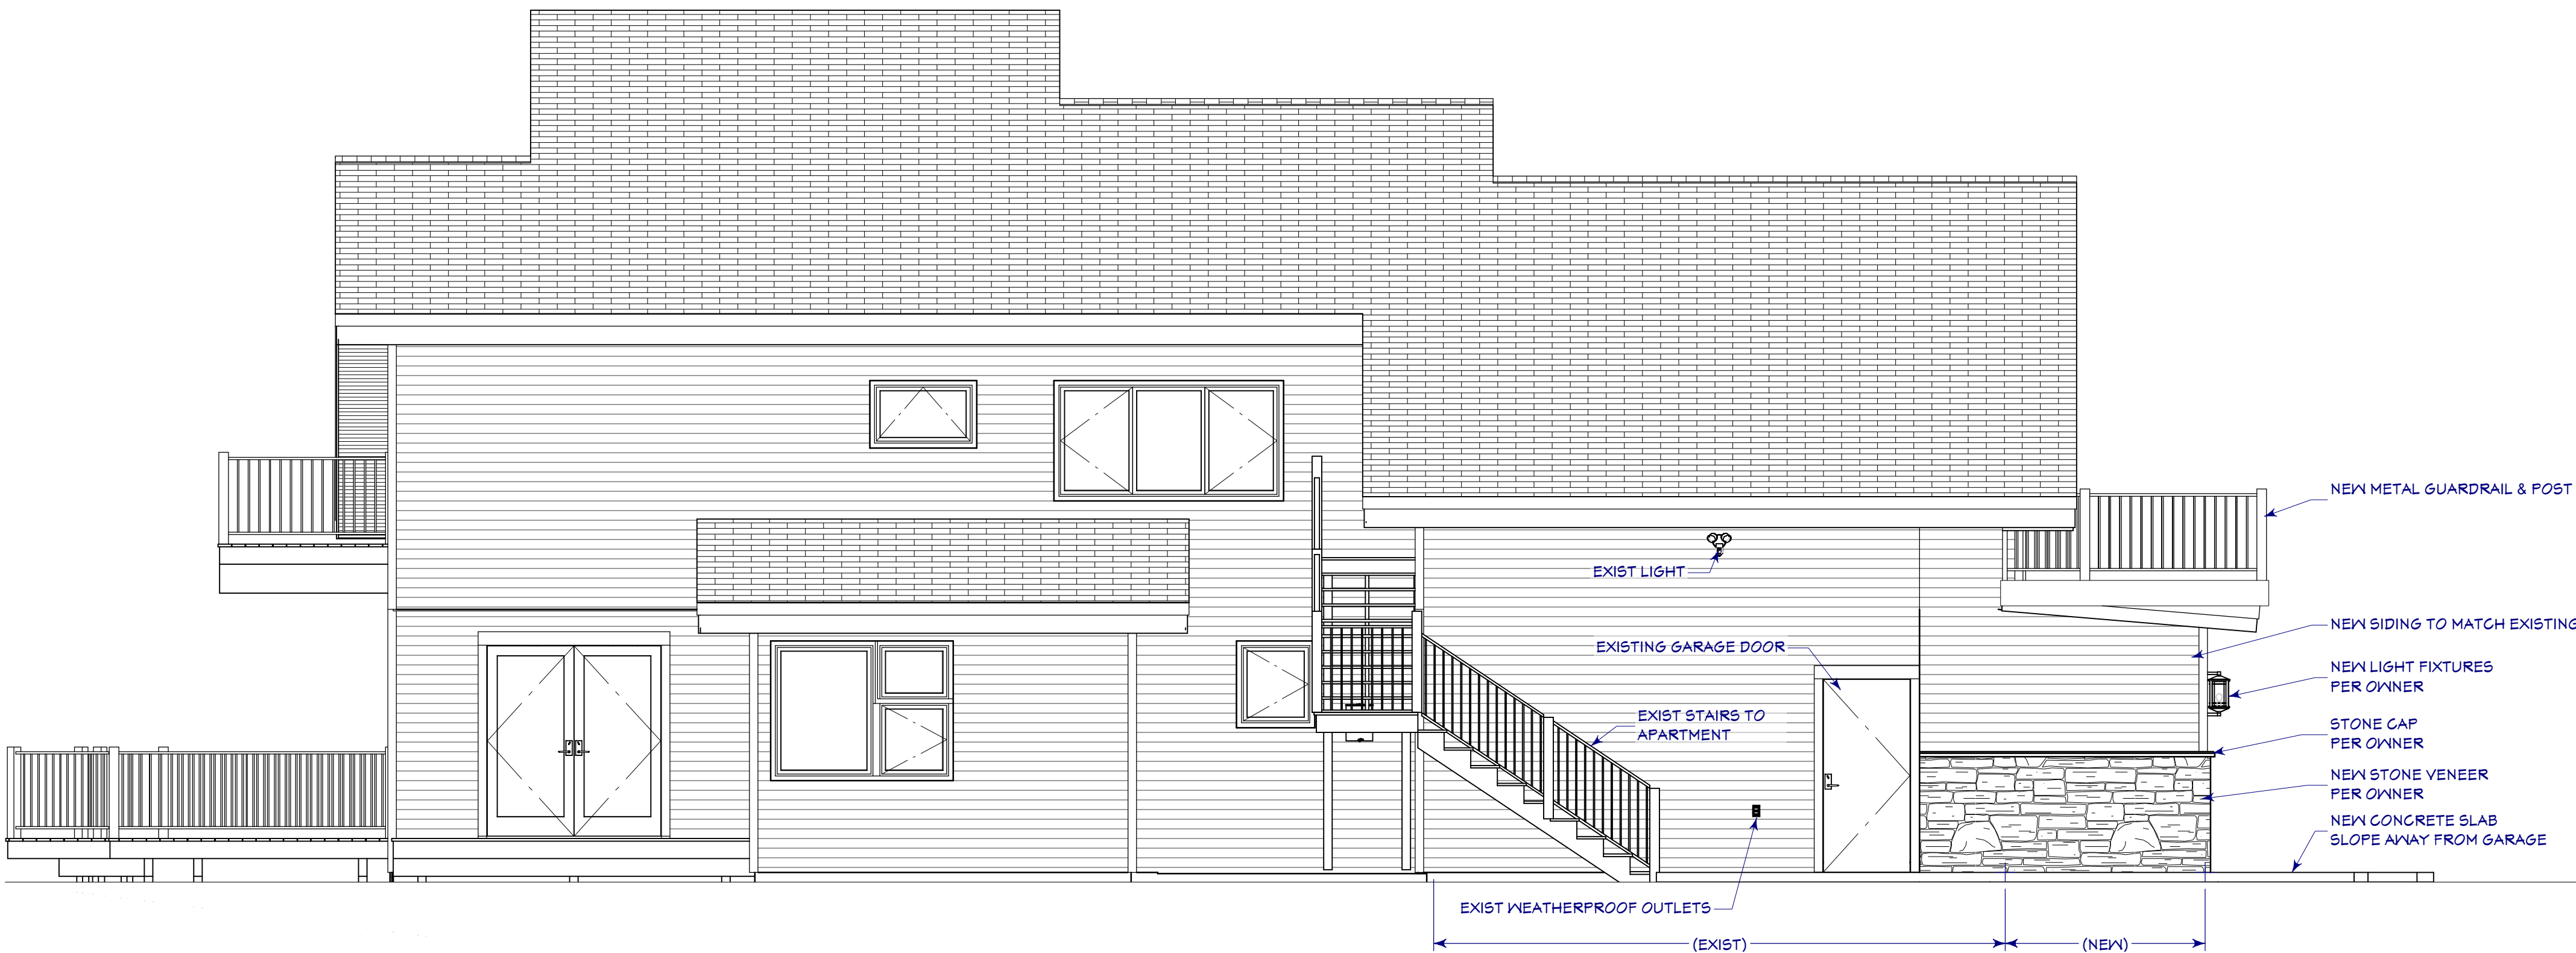 NEW METAL GUARDRAIL & POST
EXIST LIGHT
NEW SIDING TO MATCH EXISTING
EXISTING GARAGE DOOR
NEW LIGHT FIXTURES
PER OWNER
EXIST STAIRS TO
APARTMENT
STONE CAP
PER OWNER
NEW STONE VENEER
PER OWNER
NEW CONCRETE SLAB
SLOPE AWAY FROM GARAGE
EXIST WEATHERPROOF OUTLETS
(EXIST)
(NEW)